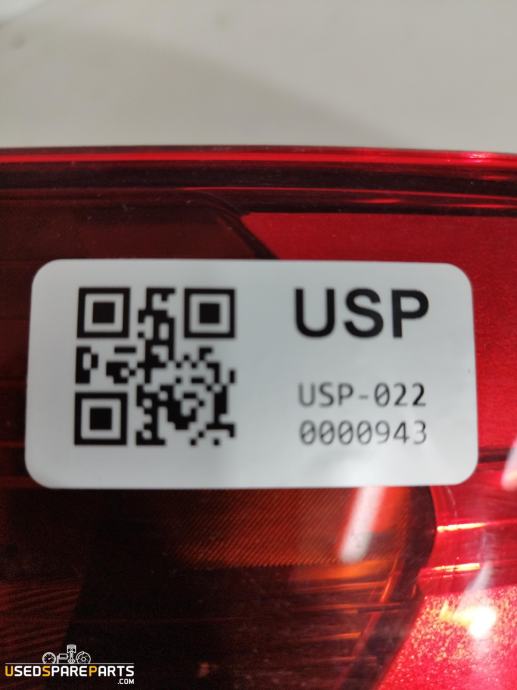 USP
USP-022
0000943
USEDSPAREPARTS
.COM